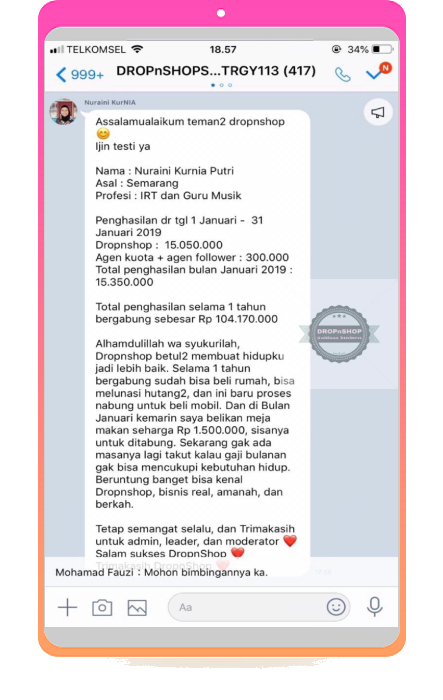 TELKOMSEL 18.57 34%
999+ DROPnSHOPS...TRGY113 (417) N
Nuraini KurNIA
Assalamualaikum teman2 dropnshop
😊
Ijin testi ya
Nama : Nuraini Kurnia Putri
Asal : Semarang
Profesi : IRT dan Guru Musik
Penghasilan dr tgl 1 Januari - 31
Januari 2019
Dropnshop : 15.050.000
Agen kuota + agen follower : 300.000
Total penghasilan bulan Januari 2019 :
15.350.000
Total penghasilan selama 1 tahun
bergabung sebesar Rp 104.170.000
DROPnSHOP
Alhamdulillah wa syukurilah,
Dropnshop betul2 membuat hidupku
jadi lebih baik. Selama 1 tahun
bergabung sudah bisa beli rumah, bisa
melunasi hutang2, dan ini baru proses
nabung untuk beli mobil. Dan di Bulan
Januari kemarin saya belikan meja
makan seharga Rp 1.500.000, sisanya
untuk ditabung. Sekarang gak ada
masanya lagi takut kalau gaji bulanan
gak bisa mencukupi kebutuhan hidup.
Beruntung banget bisa kenal
Dropnshop, bisnis real, amanah, dan
berkah.
Tetap semangat selalu, dan Trimakasih
untuk admin, leader, dan moderator ❤️
Salam sukses DropnShop ❤️
Trimakasih DropnShop ❤️
Mohamad Fauzi : Mohon bimbingannya ka.
Aa